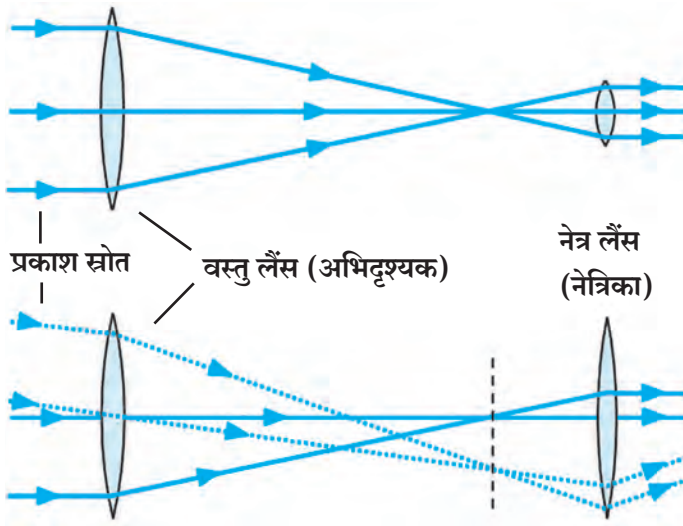 प्रकाश स्रोत
वस्तु लैंस (अभिदृश्यक)
नेत्र लैंस
(नेत्रिका)